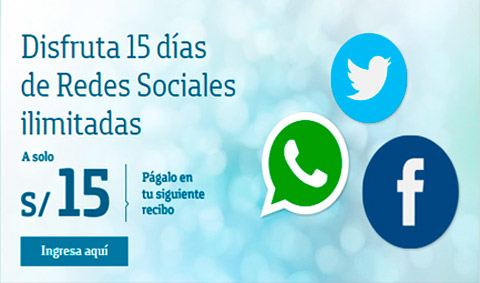 Disfruta 15 días
de Redes Sociales
ilimitadas
A solo
S/ 15
Págalo en
tu siguiente
recibo
Ingresa aquí